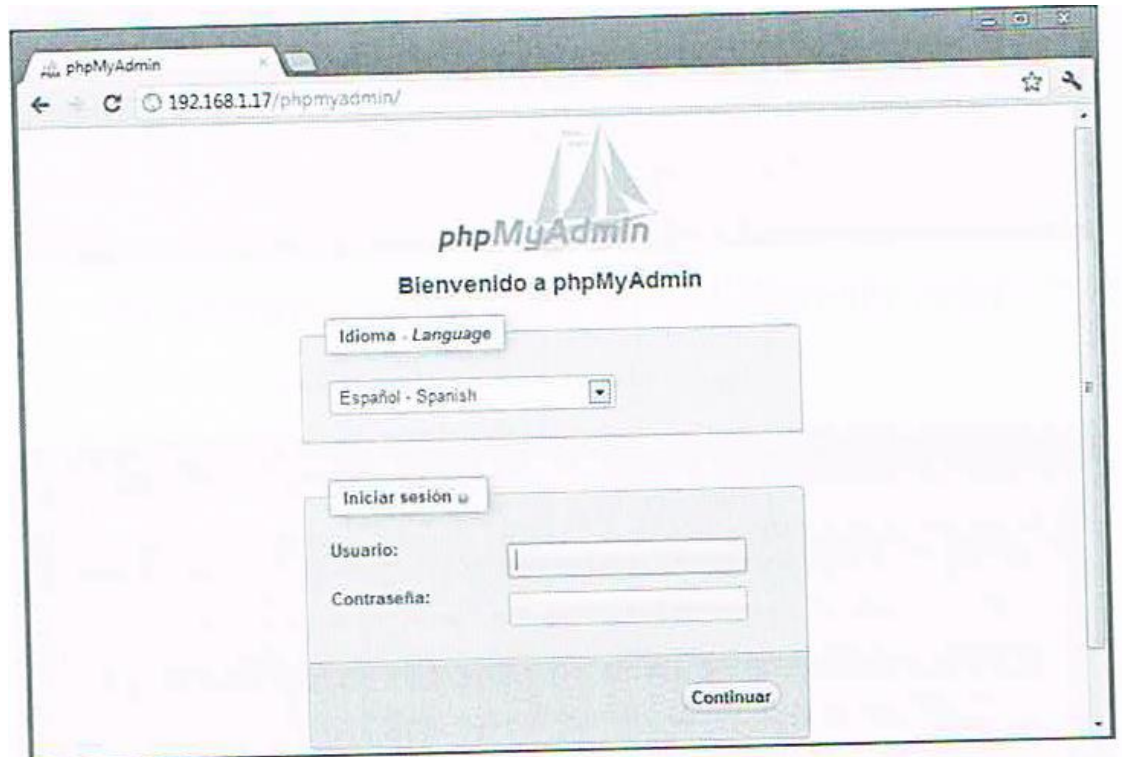 phpMyAdmin
192.168.1.17/phpmyadmin/
phpMyAdmin
Bienvenido a phpMyAdmin
Idioma - Language
Español - Spanish
Iniciar sesión
Usuario:
Contraseña:
Continuar